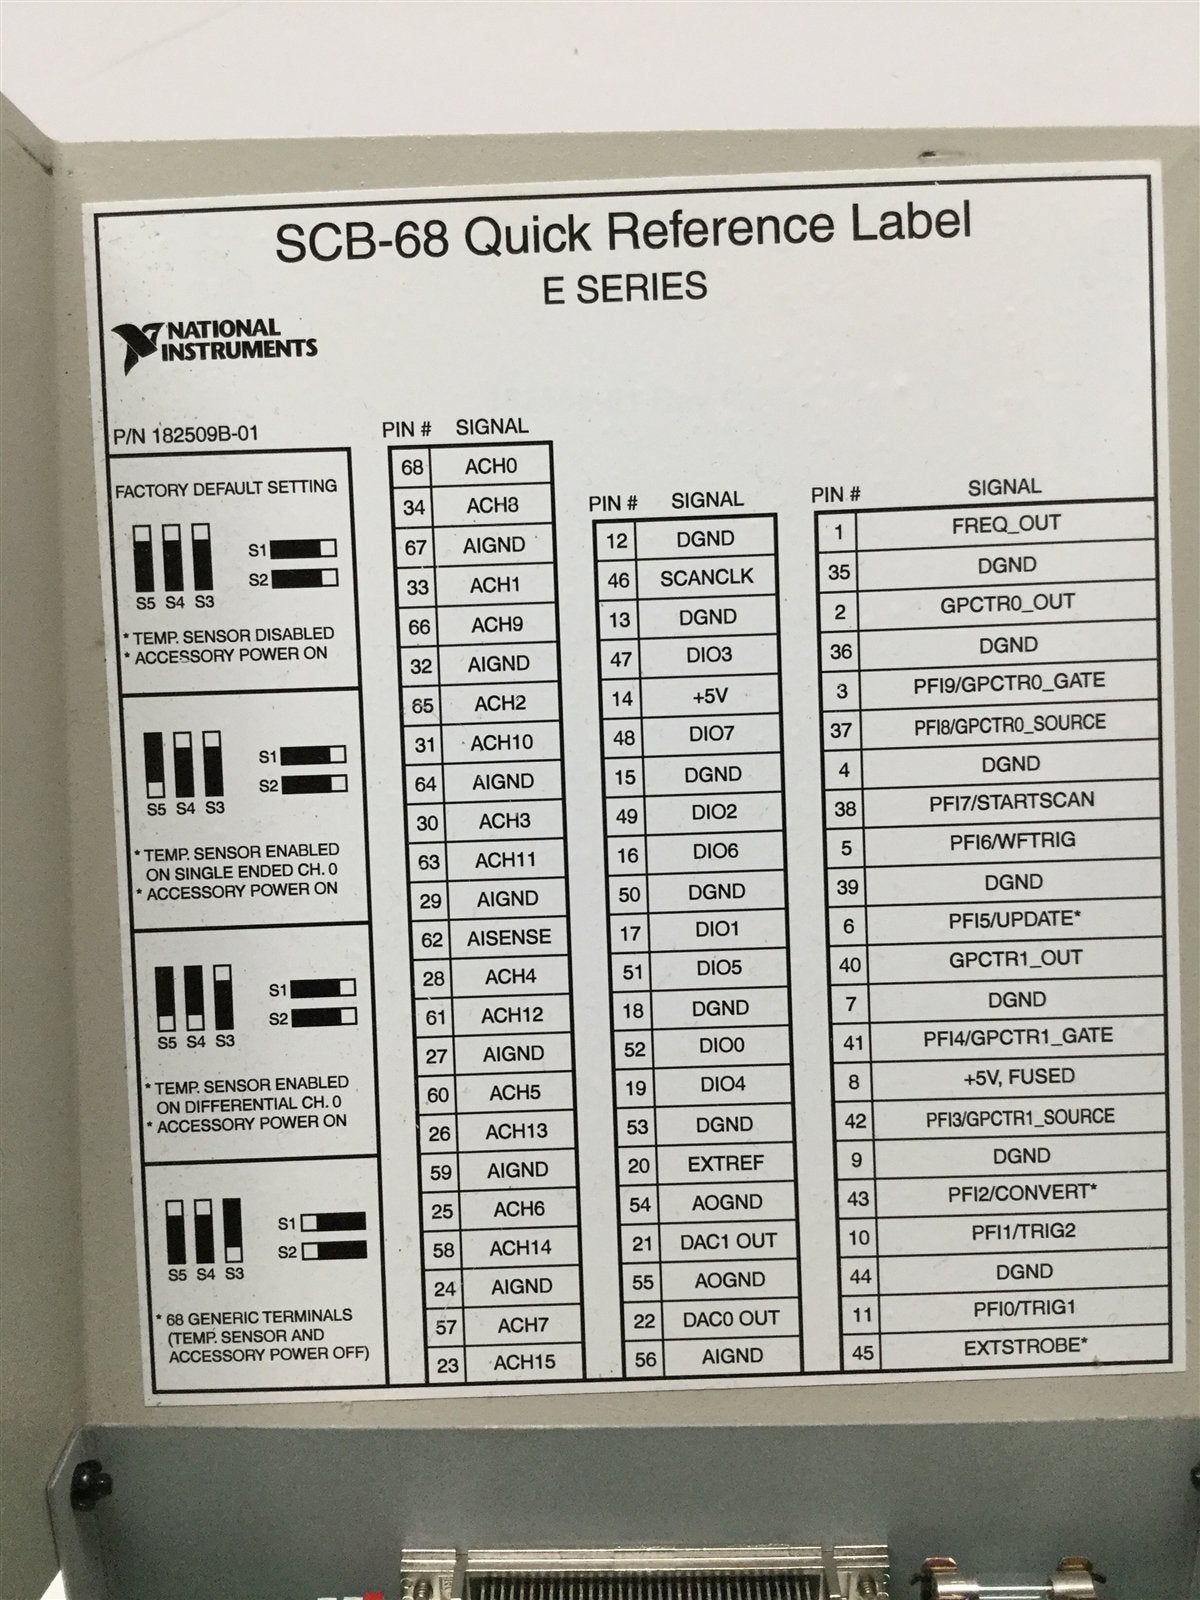 SCB-68 Quick Reference Label
E SERIES
NATIONAL
INSTRUMENTS
P/N 182509B-01
FACTORY DEFAULT SETTING
S5 S4 S3
S1
S2
* TEMP. SENSOR DISABLED
* ACCESSORY POWER ON
S5 S4 S3
S1
S2
* TEMP. SENSOR ENABLED
ON SINGLE ENDED CH. 0
* ACCESSORY POWER ON
S5 S4 S3
S1
S2
* TEMP. SENSOR ENABLED
ON DIFFERENTIAL CH. 0
* ACCESSORY POWER ON
S5 S4 S3
S1
S2
* 68 GENERIC TERMINALS
(TEMP. SENSOR AND
ACCESSORY POWER OFF)
PIN # SIGNAL
68 ACH0
34 ACH8
67 AIGND
33 ACH1
66 ACH9
32 AIGND
65 ACH2
31 ACH10
64 AIGND
30 ACH3
63 ACH11
29 AIGND
62 AISENSE
28 ACH4
61 ACH12
27 AIGND
60 ACH5
26 ACH13
59 AIGND
25 ACH6
58 ACH14
24 AIGND
57 ACH7
23 ACH15
PIN # SIGNAL
12 DGND
46 SCANCLK
13 DGND
47 DIO3
14 +5V
48 DIO7
15 DGND
49 DIO2
16 DIO6
50 DGND
17 DIO1
51 DIO5
18 DGND
52 DIO0
19 DIO4
53 DGND
20 EXTREF
54 AOGND
21 DAC1 OUT
55 AOGND
22 DAC0 OUT
56 AIGND
PIN # SIGNAL
1 FREQ_OUT
35 DGND
2 GPCTR0_OUT
36 DGND
3 PFI9/GPCTR0_GATE
37 PFI8/GPCTR0_SOURCE
4 DGND
38 PFI7/STARTSCAN
5 PFI6/WFTRIG
39 DGND
6 PFI5/UPDATE*
40 GPCTR1_OUT
7 DGND
41 PFI4/GPCTR1_GATE
8 +5V, FUSED
42 PFI3/GPCTR1_SOURCE
9 DGND
43 PFI2/CONVERT*
10 PFI1/TRIG2
44 DGND
11 PFI0/TRIG1
45 EXTSTROBE*